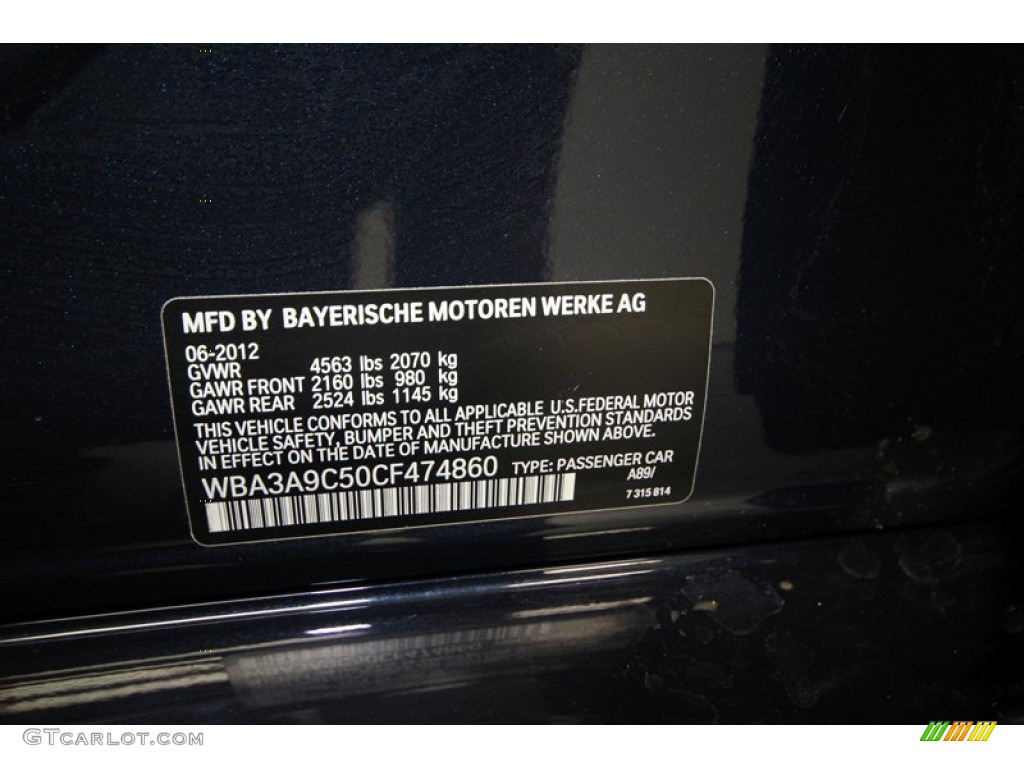 MFD BY BAYERISCHE MOTOREN WERKE AG
06-2012
GVWR 4563 lbs 2070 kg
GAWR FRONT 2160 lbs 980 kg
GAWR REAR 2524 lbs 1145 kg
THIS VEHICLE CONFORMS TO ALL APPLICABLE U.S.FEDERAL MOTOR
VEHICLE SAFETY, BUMPER AND THEFT PREVENTION STANDARDS
IN EFFECT ON THE DATE OF MANUFACTURE SHOWN ABOVE.
WBA3A9C50CF474860 TYPE: PASSENGER CAR
A89/
7 315 814
GTCARLOT.COM